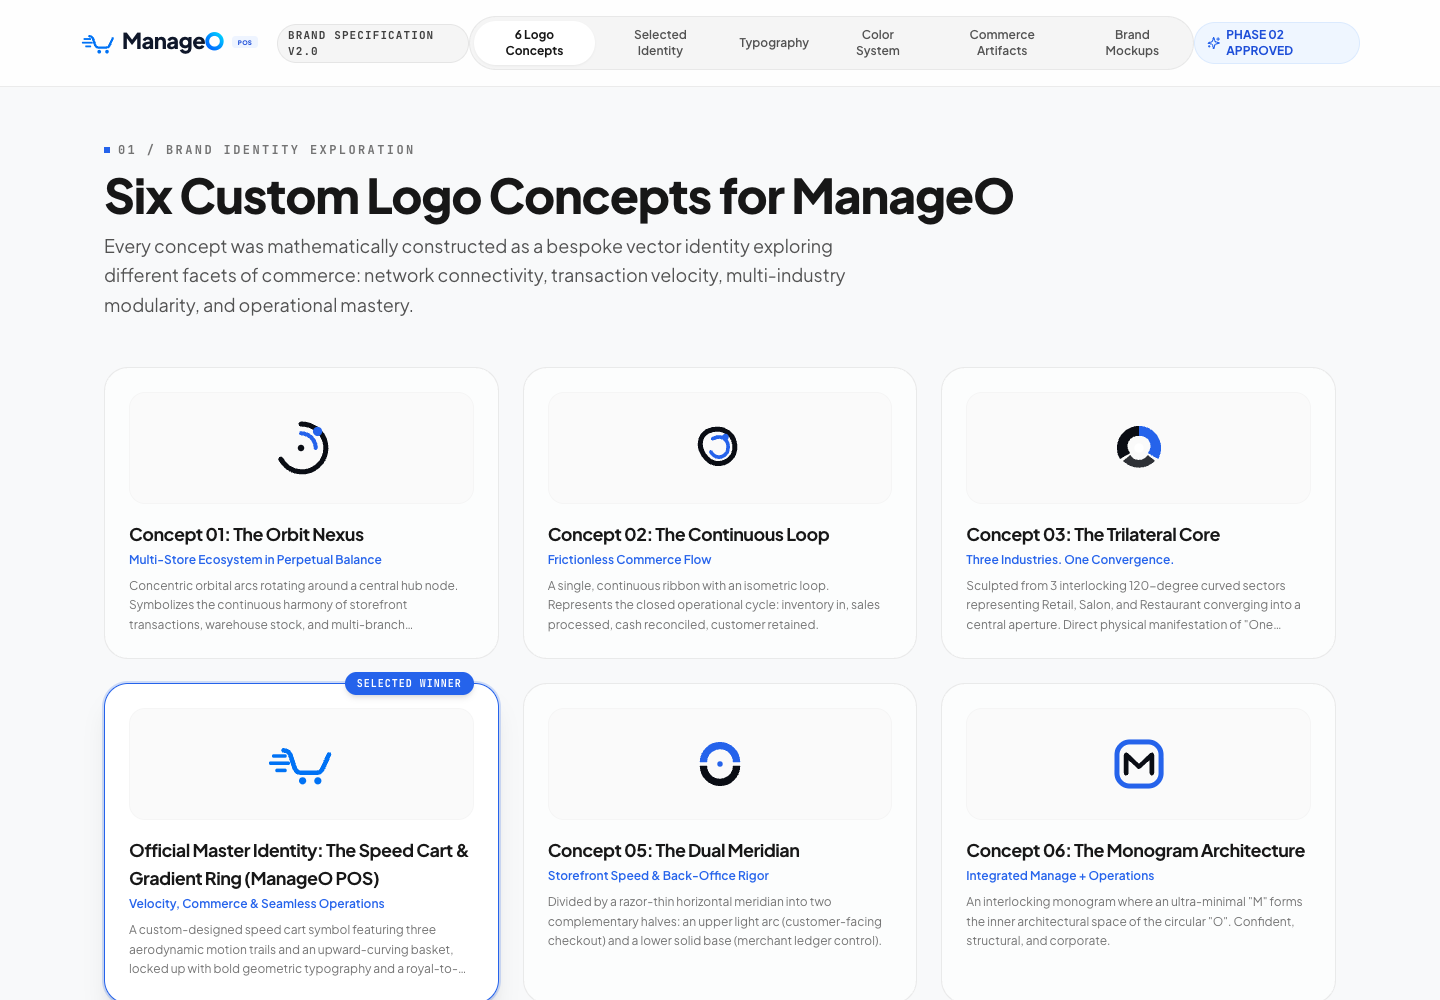 ManageO POS
BRAND SPECIFICATION
V2.0
6 Logo
Concepts
Selected
Identity
Typography
Color
System
Commerce
Artifacts
Brand
Mockups
PHASE 02
APPROVED
01 / BRAND IDENTITY EXPLORATION
Six Custom Logo Concepts for ManageO
Every concept was mathematically constructed as a bespoke vector identity exploring
different facets of commerce: network connectivity, transaction velocity, multi-industry
modularity, and operational mastery.
Concept 01: The Orbit Nexus
Multi-Store Ecosystem in Perpetual Balance
Concentric orbital arcs rotating around a central hub node.
Symbolizes the continuous harmony of storefront
transactions, warehouse stock, and multi-branch…
Concept 02: The Continuous Loop
Frictionless Commerce Flow
A single, continuous ribbon with an isometric loop.
Represents the closed operational cycle: inventory in, sales
processed, cash reconciled, customer retained.
Concept 03: The Trilateral Core
Three Industries. One Convergence.
Sculpted from 3 interlocking 120-degree curved sectors
representing Retail, Salon, and Restaurant converging into a
central aperture. Direct physical manifestation of "One…
SELECTED WINNER
Official Master Identity: The Speed Cart &
Gradient Ring (ManageO POS)
Velocity, Commerce & Seamless Operations
A custom-designed speed cart symbol featuring three
aerodynamic motion trails and an upward-curving basket,
locked up with bold geometric typography and a royal-to-…
Concept 05: The Dual Meridian
Storefront Speed & Back-Office Rigor
Divided by a razor-thin horizontal meridian into two
complementary halves: an upper light arc (customer-facing
checkout) and a lower solid base (merchant ledger control).
M
Concept 06: The Monogram Architecture
Integrated Manage + Operations
An interlocking monogram where an ultra-minimal "M" forms
the inner architectural space of the circular "O". Confident,
structural, and corporate.